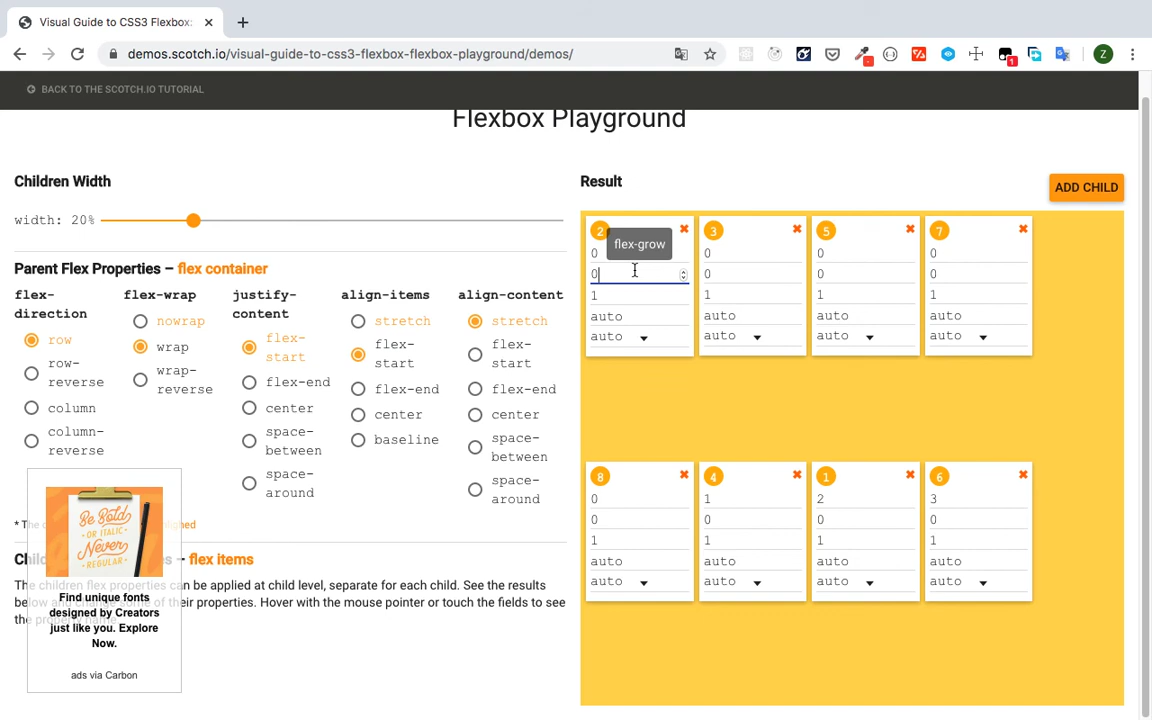 Visual Guide to CSS3 Flexbox:
demos.scotch.io/visual-guide-to-css3-flexbox-flexbox-playground/demos/
1
Z
BACK TO THE SCOTCH.IO TUTORIAL
Flexbox Playground
Children Width
width: 20%
Parent Flex Properties – flex container
flex-
direction
row
row-
reverse
column
column-
reverse
flex-wrap
nowrap
wrap
wrap-
reverse
justify-
content
flex-
start
flex-end
center
space-
between
space-
around
align-items
stretch
flex-
start
flex-end
center
baseline
align-content
stretch
flex-
start
flex-end
center
space-
between
space-
around
* The
The children flex properties can be applied at child level, separate for each child. See the results
their properties. Hover with the mouse pointer or touch the fields to see
flex items
Be Bold
OR ITALIC
NEVER
REGULAR
Find unique fonts
designed by Creators
just like you. Explore
Now.
ads via Carbon
Result
ADD CHILD
2
flex-grow
0
0
1
auto
auto
3
0
0
1
auto
auto
5
0
0
1
auto
auto
7
0
0
1
auto
auto
8
0
0
1
auto
auto
4
1
0
1
auto
auto
1
2
0
1
auto
auto
6
3
0
1
auto
auto